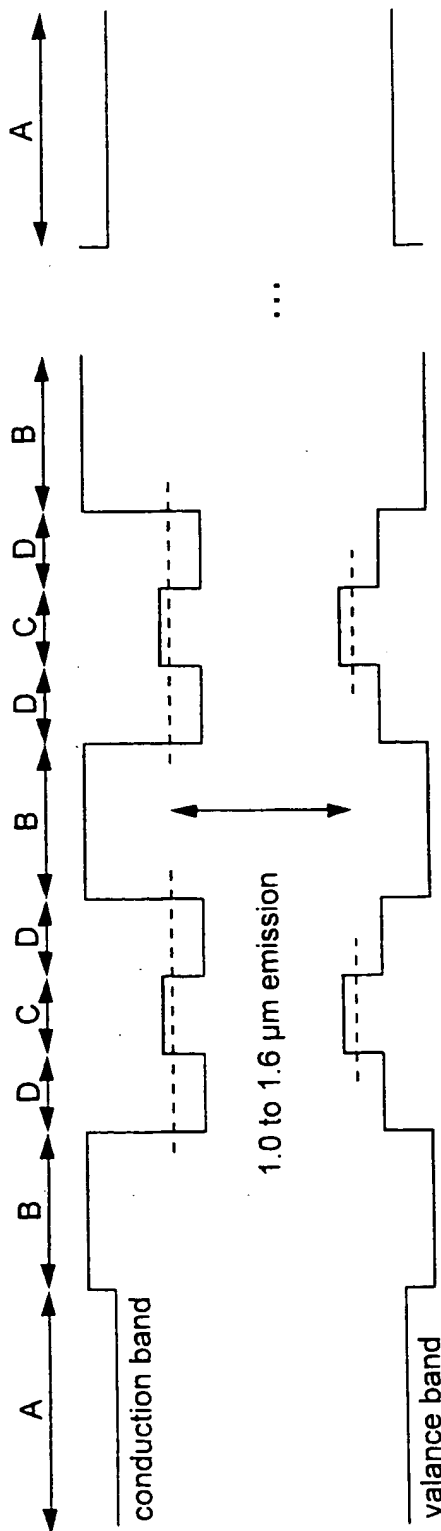 A B D C D B D C D B A
conduction band
1.0 to 1.6 µm emission
...
valance band